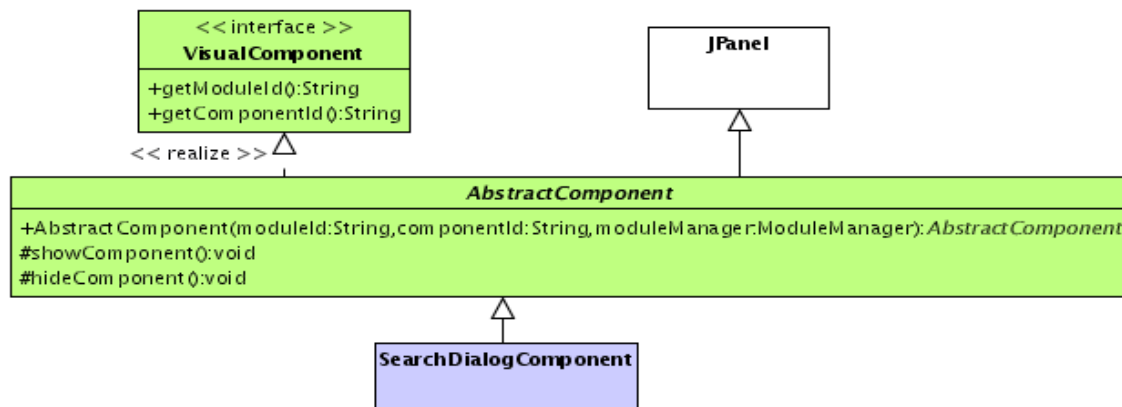 << interface >>
VisualComponent
+getModuleId():String
+getComponentId():String
JPanel
<< realize >>
AbstractComponent
+AbstractComponent(moduleId:String,componentId:String,moduleManager:ModuleManager):AbstractComponent
#showComponent():void
#hideComponent():void
SearchDialogComponent